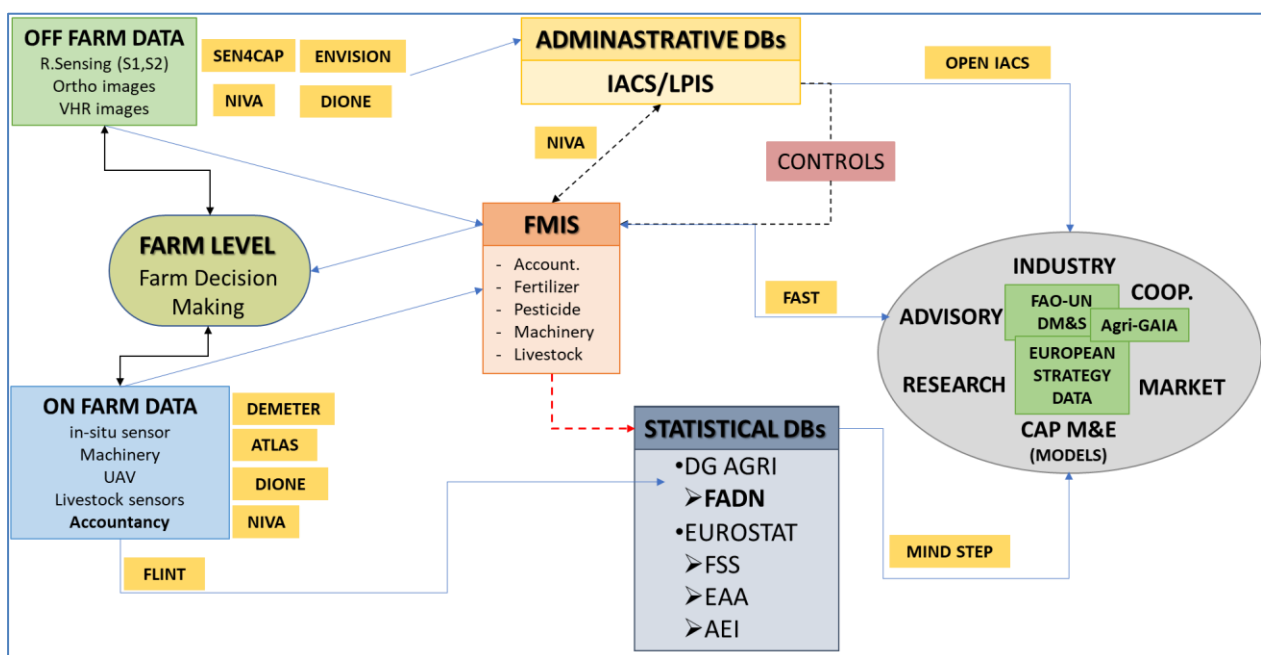 OFF FARM DATA
R.Sensing (S1,S2)
Ortho images
VHR images
SEN4CAP
ENVISION
NIVA
DIONE
ADMINASTRATIVE DBs
IACS/LPIS
OPEN IACS
NIVA
CONTROLS
FARM LEVEL
Farm Decision
Making
FMIS
- Account.
- Fertilizer
- Pesticide
- Machinery
- Livestock
FAST
INDUSTRY
COOP.
ADVISORY
FAO-UN
DM&S
Agri-GAIA
EUROPEAN
STRATEGY
DATA
RESEARCH
MARKET
CAP M&E
(MODELS)
ON FARM DATA
in-situ sensor
Machinery
UAV
Livestock sensors
Accountancy
DEMETER
ATLAS
DIONE
NIVA
FLINT
STATISTICAL DBs
•DG AGRI
➢FADN
•EUROSTAT
➢FSS
➢EAA
➢AEI
MIND STEP